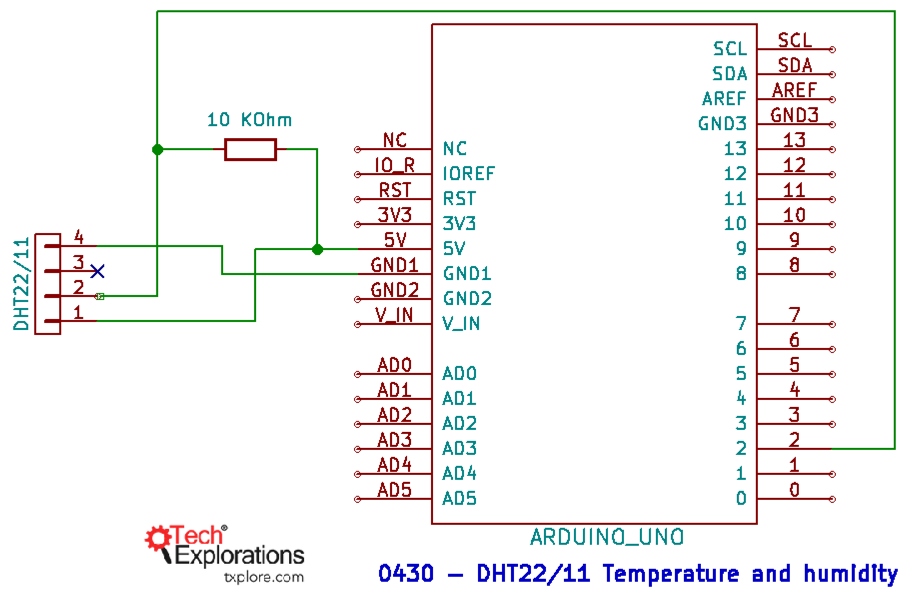 10 KOhm
DHT22/11
4
3
2
1
NC
IO_R
RST
3V3
5V
GND1
GND2
V_IN
AD0
AD1
AD2
AD3
AD4
AD5
NC
IOREF
RST
3V3
5V
GND1
GND2
V_IN
AD0
AD1
AD2
AD3
AD4
AD5
SCL
SDA
AREF
GND3
13
12
11
10
9
8
7
6
5
4
3
2
1
0
SCL
SDA
AREF
GND3
13
12
11
10
9
8
7
6
5
4
3
2
1
0
ARDUINO_UNO
Tech®
Explorations
txplore.com
0430 – DHT22/11 Temperature and humidity